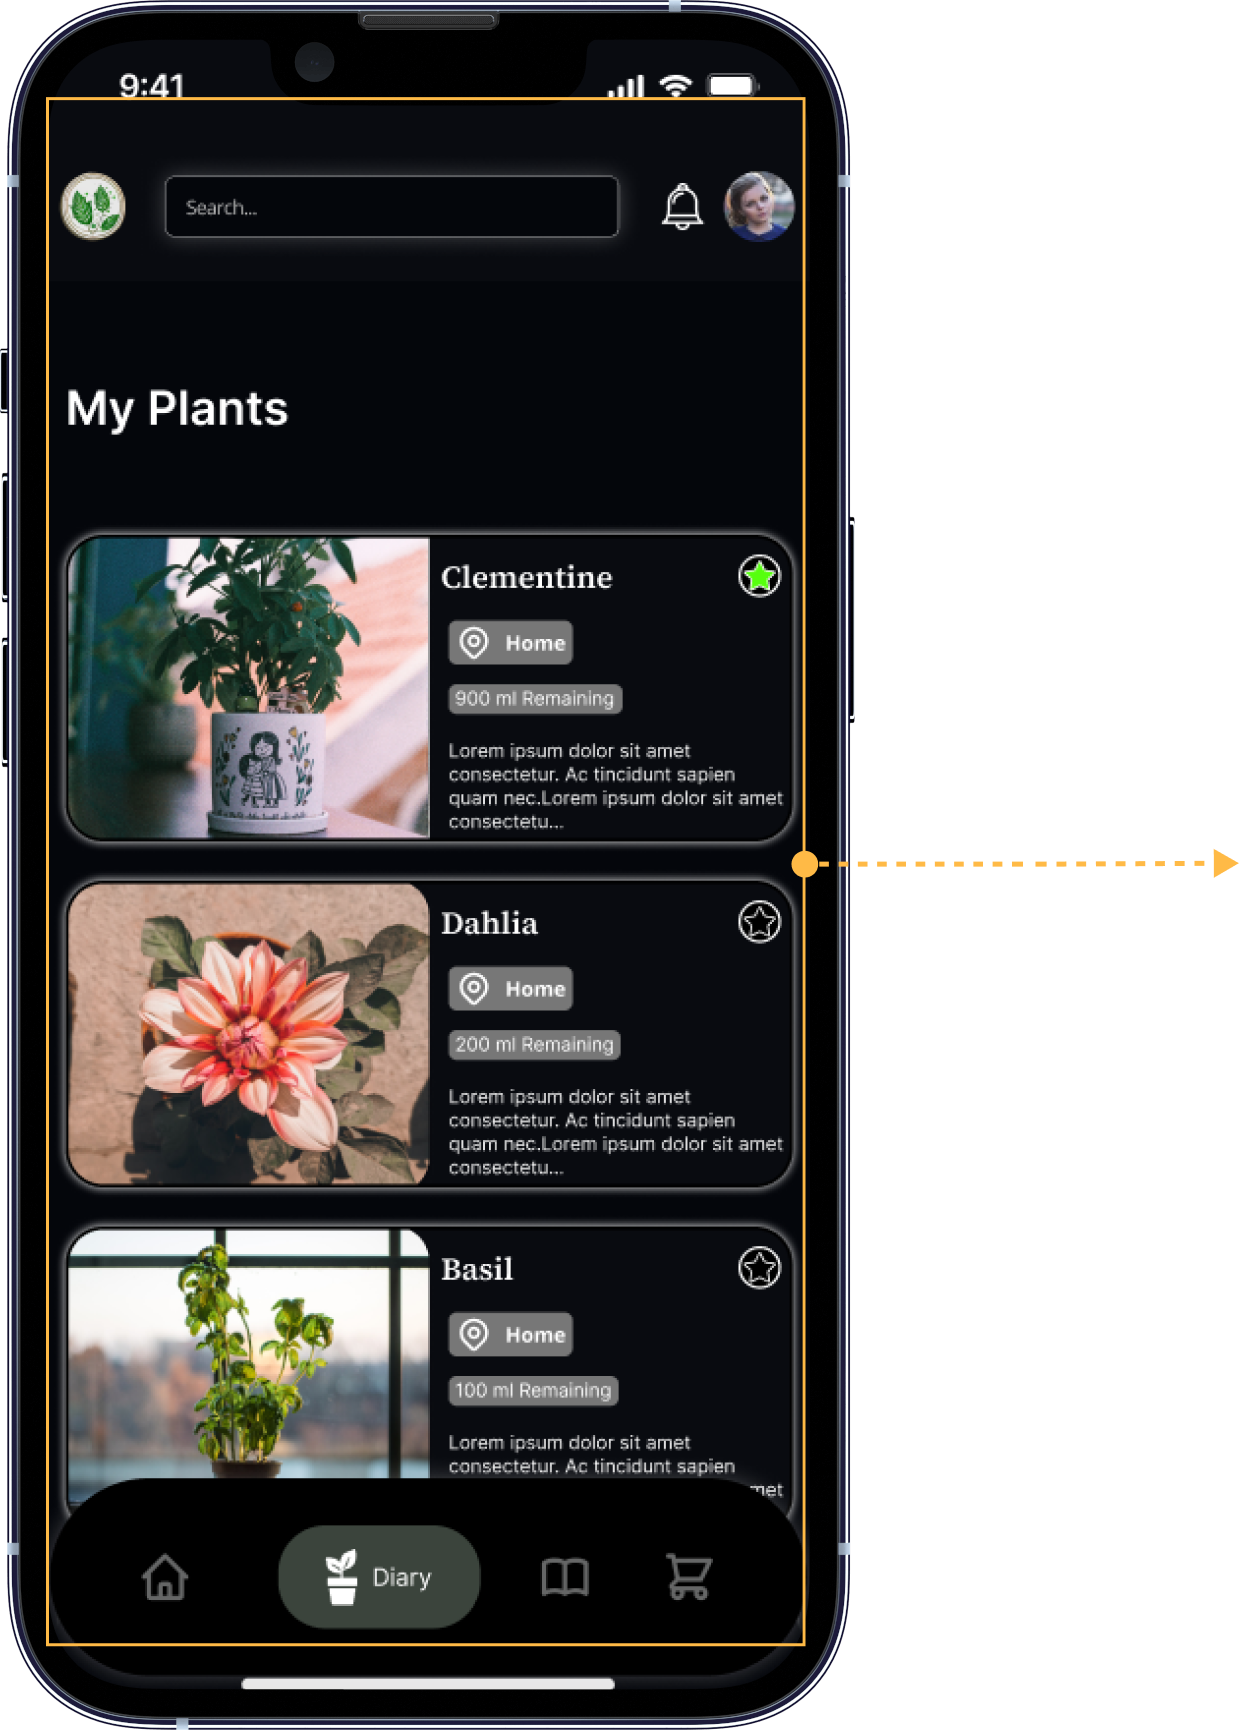 9:41
Search...
My Plants
Clementine
Home
900 ml Remaining
Lorem ipsum dolor sit amet
consectetur. Ac tincidunt sapien
quam nec.Lorem ipsum dolor sit amet
consectetu...
Dahlia
Home
200 ml Remaining
Lorem ipsum dolor sit amet
consectetur. Ac tincidunt sapien
quam nec.Lorem ipsum dolor sit amet
consectetu...
Basil
Home
100 ml Remaining
Lorem ipsum dolor sit amet
consectetur. Ac tincidunt sapien
Diary